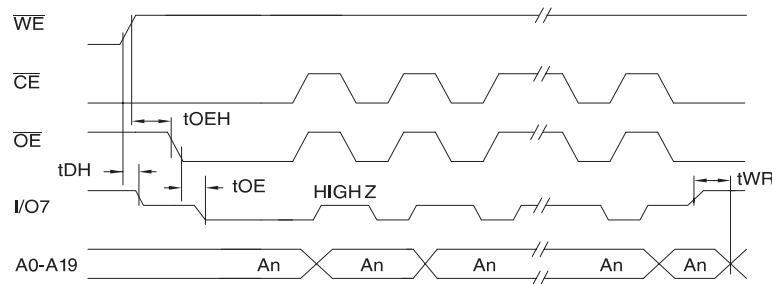 WE
CE
tOEH
OE
tDH
tOE
HIGH Z
tWR
I/O7
A0-A19 An An An An An